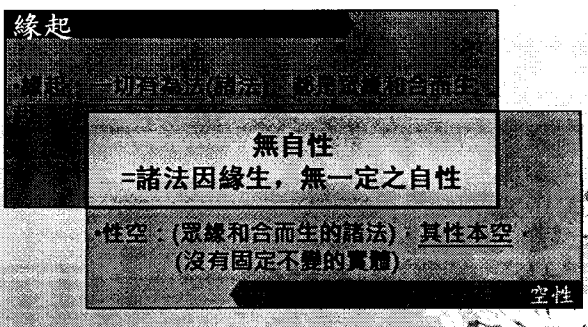 緣起
•緣起：一切有為法(諸法)，都是眾緣和合而生
無自性
=諸法因緣生，無一定之自性
•性空：(眾緣和合而生的諸法)，其性本空
(沒有固定不變的實體)
空性